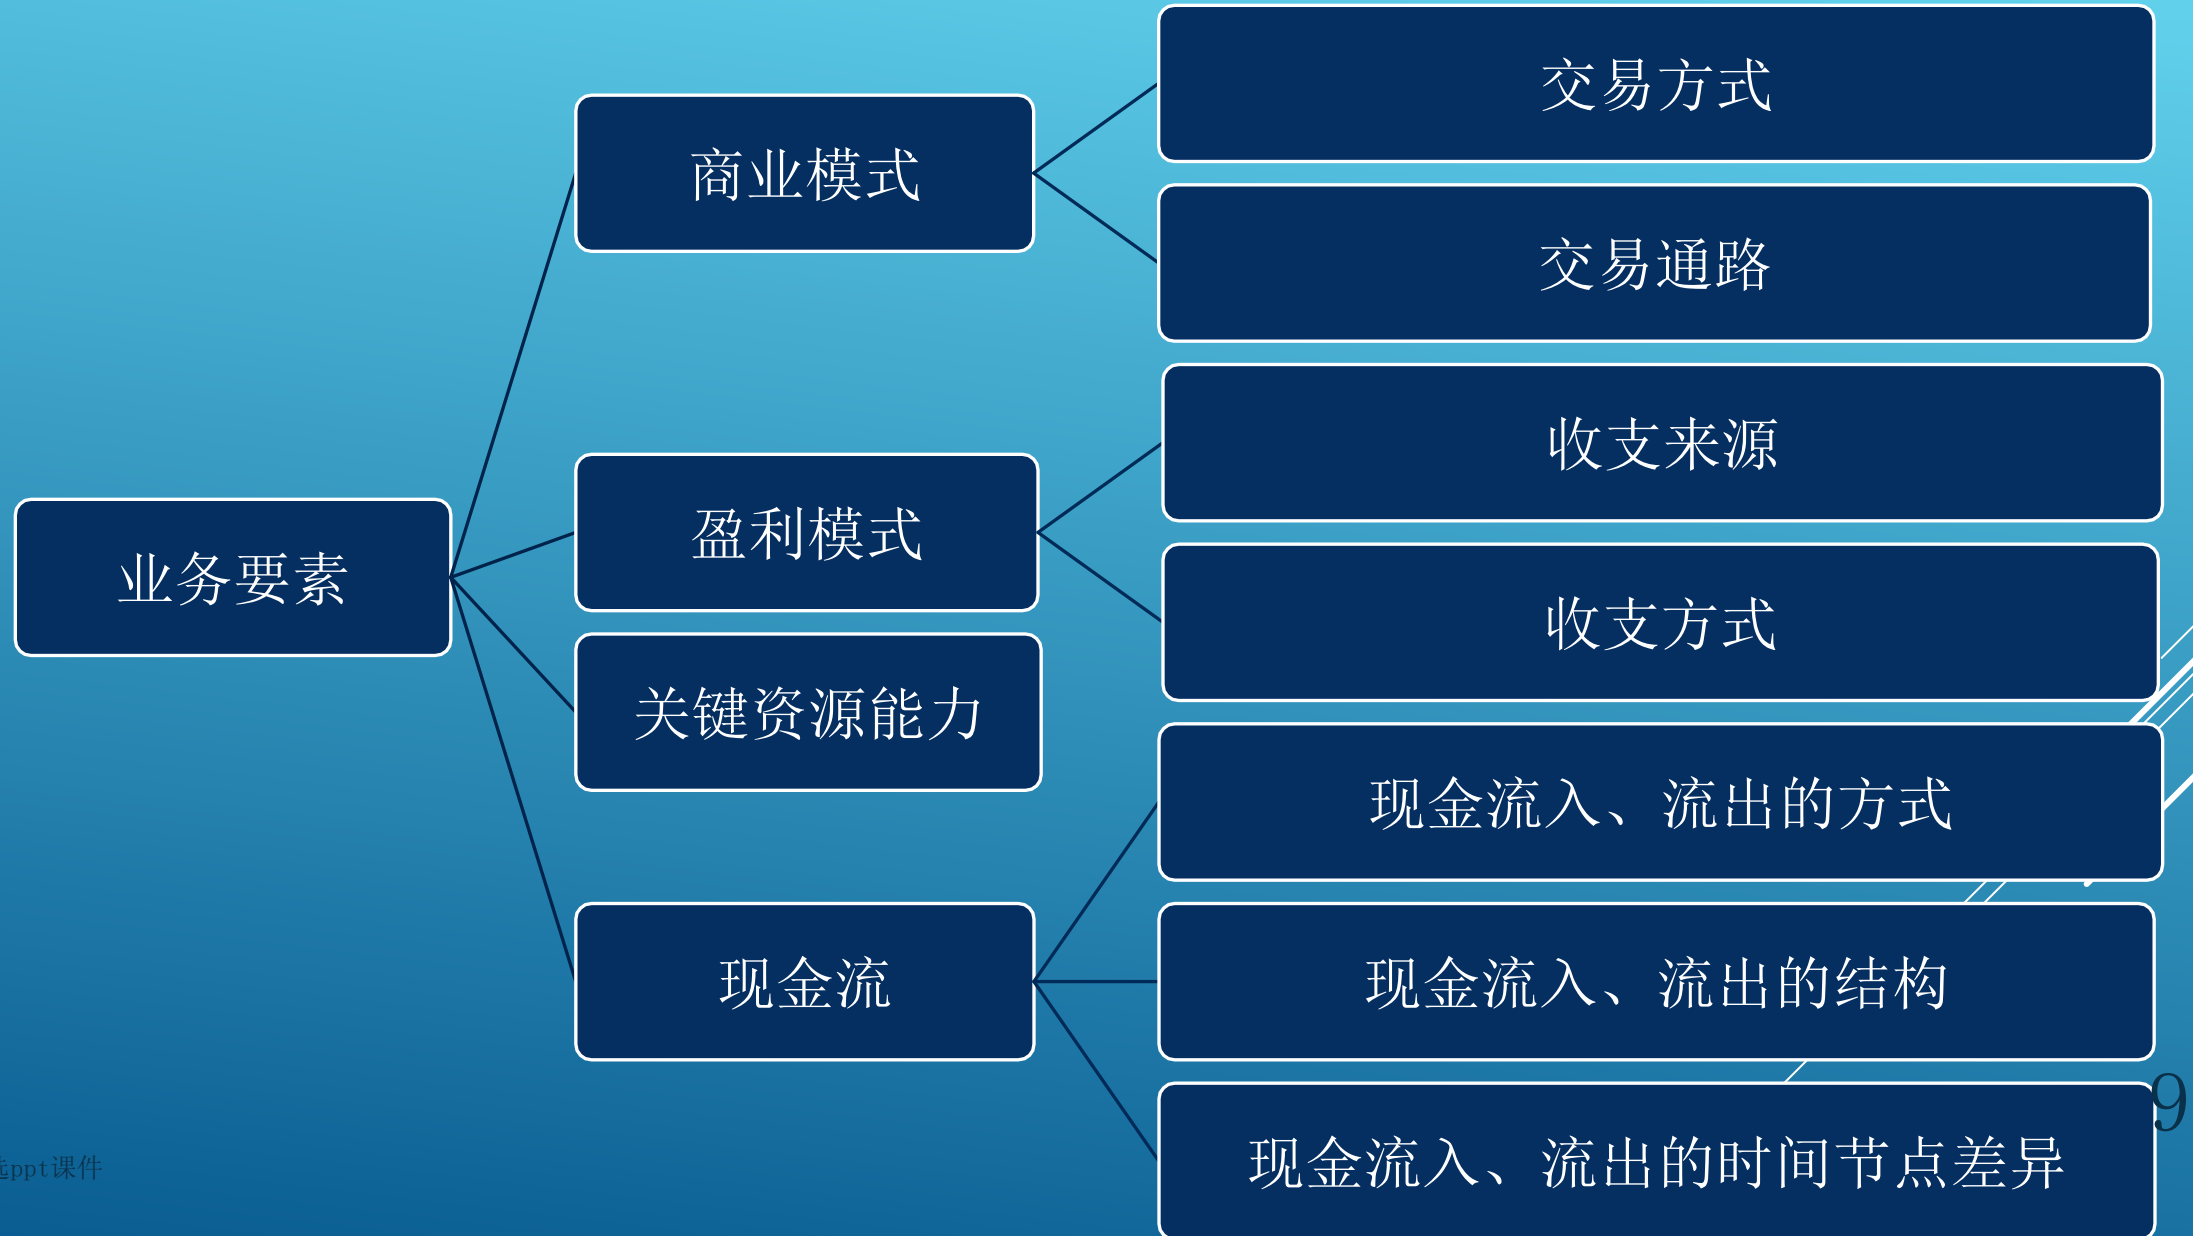 业务要素
商业模式
交易方式
交易通路
盈利模式
收支来源
收支方式
关键资源能力
现金流
现金流入、流出的方式
现金流入、流出的结构
现金流入、流出的时间节点差异
9
ppt课件